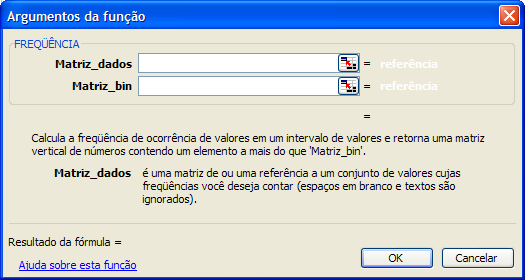 Argumentos da função
FREQÜÊNCIA
Matriz_dados = referência
Matriz_bin = referência
=
Calcula a freqüência de ocorrência de valores em um intervalo de valores e retorna uma matriz
vertical de números contendo um elemento a mais do que 'Matriz_bin'.
Matriz_dados é uma matriz de ou uma referência a um conjunto de valores cujas
freqüências você deseja contar (espaços em branco e textos são
ignorados).
Resultado da fórmula =
Ajuda sobre esta função
OK Cancelar